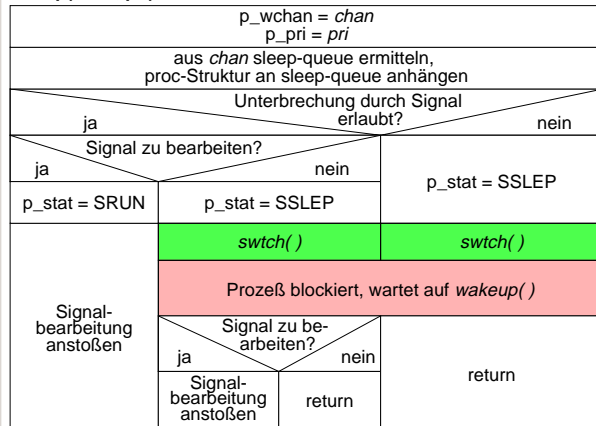 p_wchan = chan
p_pri = pri
aus chan sleep-queue ermitteln,
proc-Struktur an sleep-queue anhängen
Unterbrechung durch Signal
erlaubt?
ja
nein
Signal zu bearbeiten?
ja
nein
p_stat = SRUN
p_stat = SSLEP
p_stat = SSLEP
swtch( )
swtch( )
Prozeß blockiert, wartet auf wakeup( )
Signal-
bearbeitung
anstoßen
Signal zu be-
arbeiten?
ja
nein
Signal-
bearbeitung
anstoßen
return
return